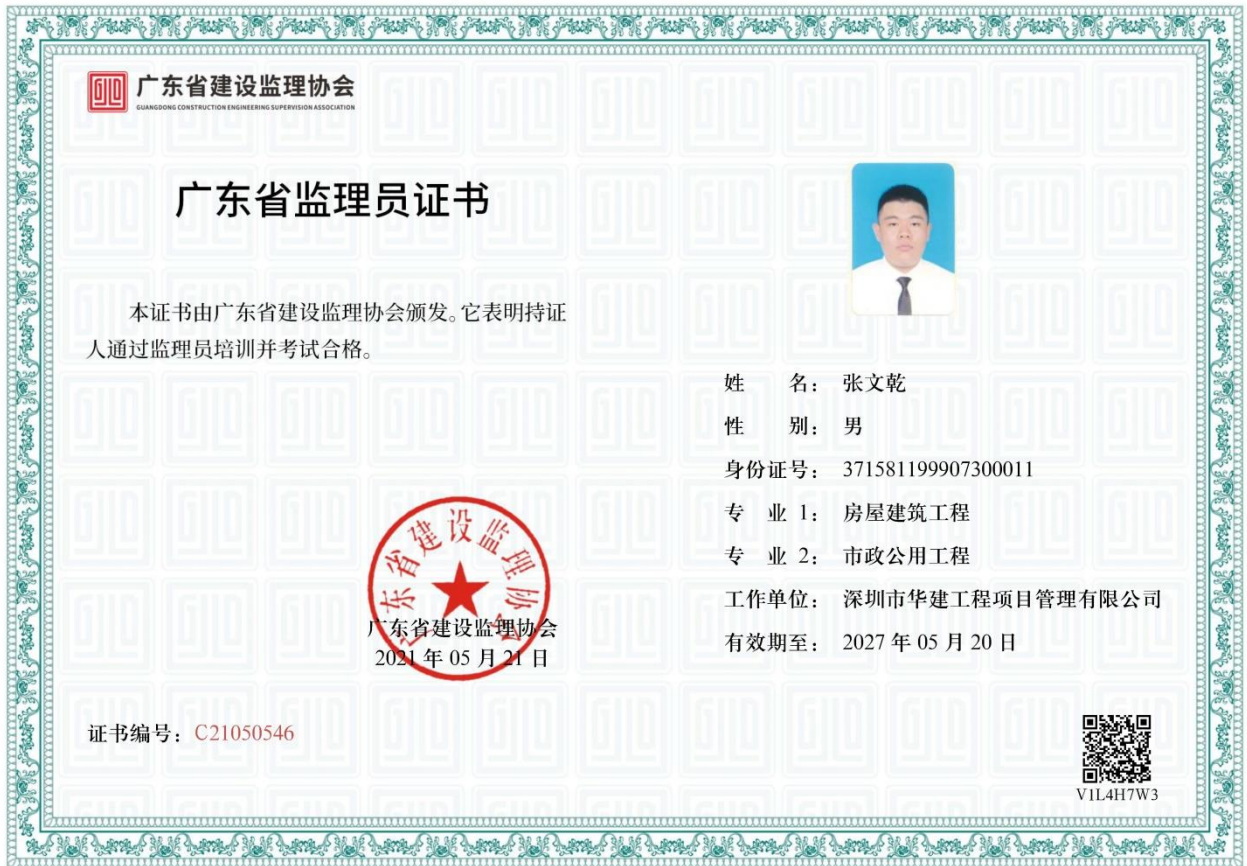 广东省建设监理协会
GUANGDONG CONSTRUCTION ENGINEERING SUPERVISION ASSOCIATION
广东省监理员证书
本证书由广东省建设监理协会颁发。它表明持证
人通过监理员培训并考试合格。
姓 名： 张文乾
性 别： 男
身份证号： 371581199907300011
专 业 1： 房屋建筑工程
专 业 2： 市政公用工程
工作单位： 深圳市华建工程项目管理有限公司
有效期至： 2027 年 05 月 20 日
广东省建设监理协会
广东省建设监理协会
2021 年 05 月 21 日
证书编号：C21050546
V1L4H7W3